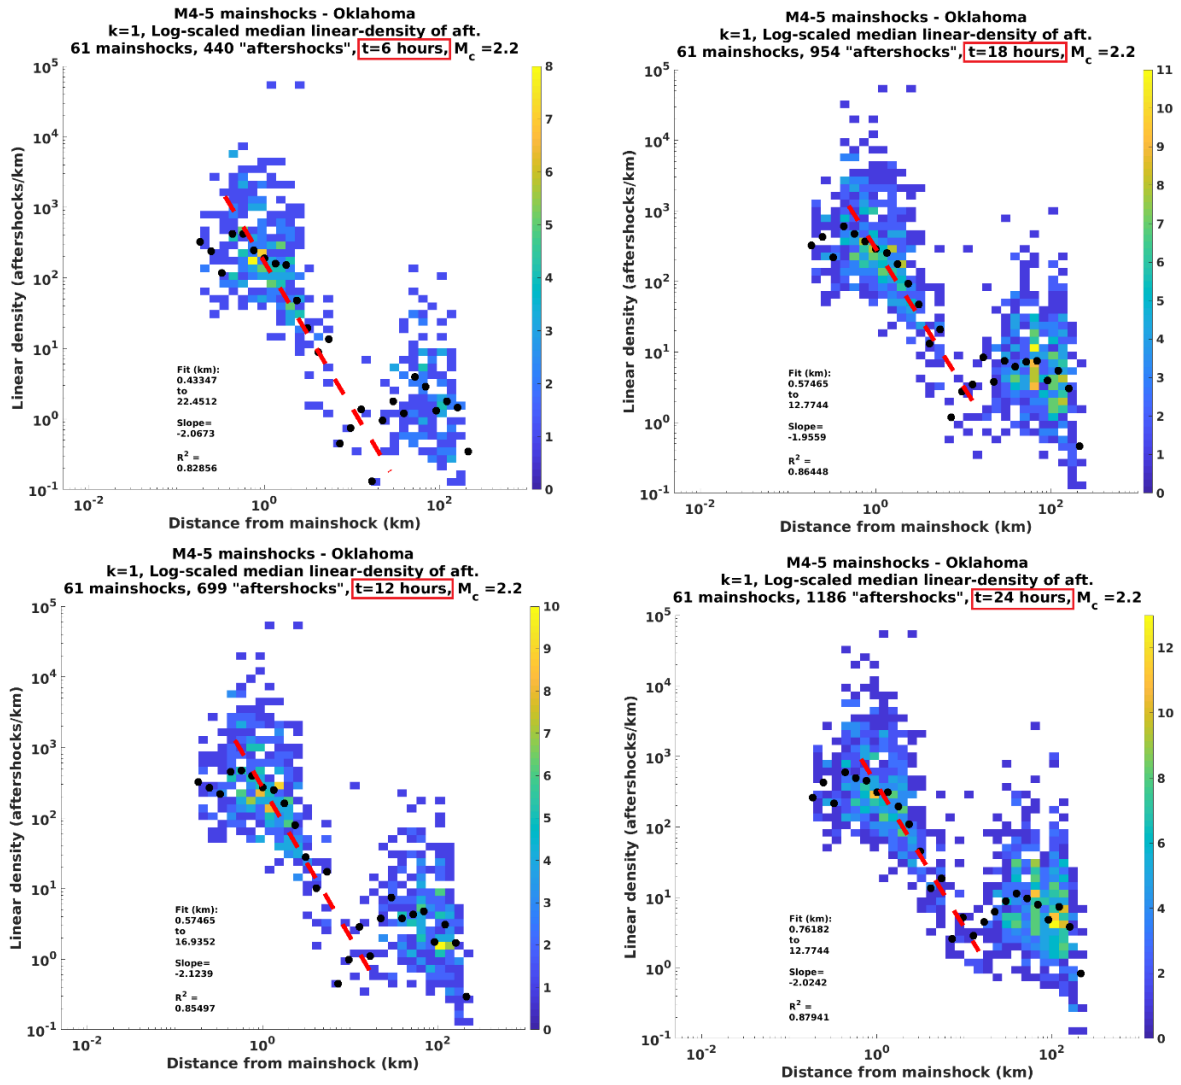 M4-5 mainshocks - Oklahoma
k=1, Log-scaled median linear-density of aft.
61 mainshocks, 440 "aftershocks", t=6 hours, Mc =2.2
10^5
10^4
10^3
10^2
10^1
10^0
10^-1
Linear density (aftershocks/km)
Fit (km):
0.43347
to
22.4512
Slope=
-2.0673
R^2 =
0.82856
10^-2
10^0
10^2
Distance from mainshock (km)
8
7
6
5
4
3
2
1
0
M4-5 mainshocks - Oklahoma
k=1, Log-scaled median linear-density of aft.
61 mainshocks, 954 "aftershocks", t=18 hours, Mc =2.2
10^5
10^4
10^3
10^2
10^1
10^0
10^-1
Linear density (aftershocks/km)
Fit (km):
0.57465
to
12.7744
Slope=
-1.9559
R^2 =
0.86448
10^-2
10^0
10^2
Distance from mainshock (km)
11
10
9
8
7
6
5
4
3
2
1
0
M4-5 mainshocks - Oklahoma
k=1, Log-scaled median linear-density of aft.
61 mainshocks, 699 "aftershocks", t=12 hours, Mc =2.2
10^5
10^4
10^3
10^2
10^1
10^0
10^-1
Linear density (aftershocks/km)
Fit (km):
0.57465
to
16.9352
Slope=
-2.1239
R^2 =
0.85497
10^-2
10^0
10^2
Distance from mainshock (km)
10
9
8
7
6
5
4
3
2
1
0
M4-5 mainshocks - Oklahoma
k=1, Log-scaled median linear-density of aft.
61 mainshocks, 1186 "aftershocks", t=24 hours, Mc =2.2
10^5
10^4
10^3
10^2
10^1
10^0
10^-1
Linear density (aftershocks/km)
Fit (km):
0.76182
to
12.7744
Slope=
-2.0242
R^2 =
0.87941
10^-2
10^0
10^2
Distance from mainshock (km)
12
10
8
6
4
2
0